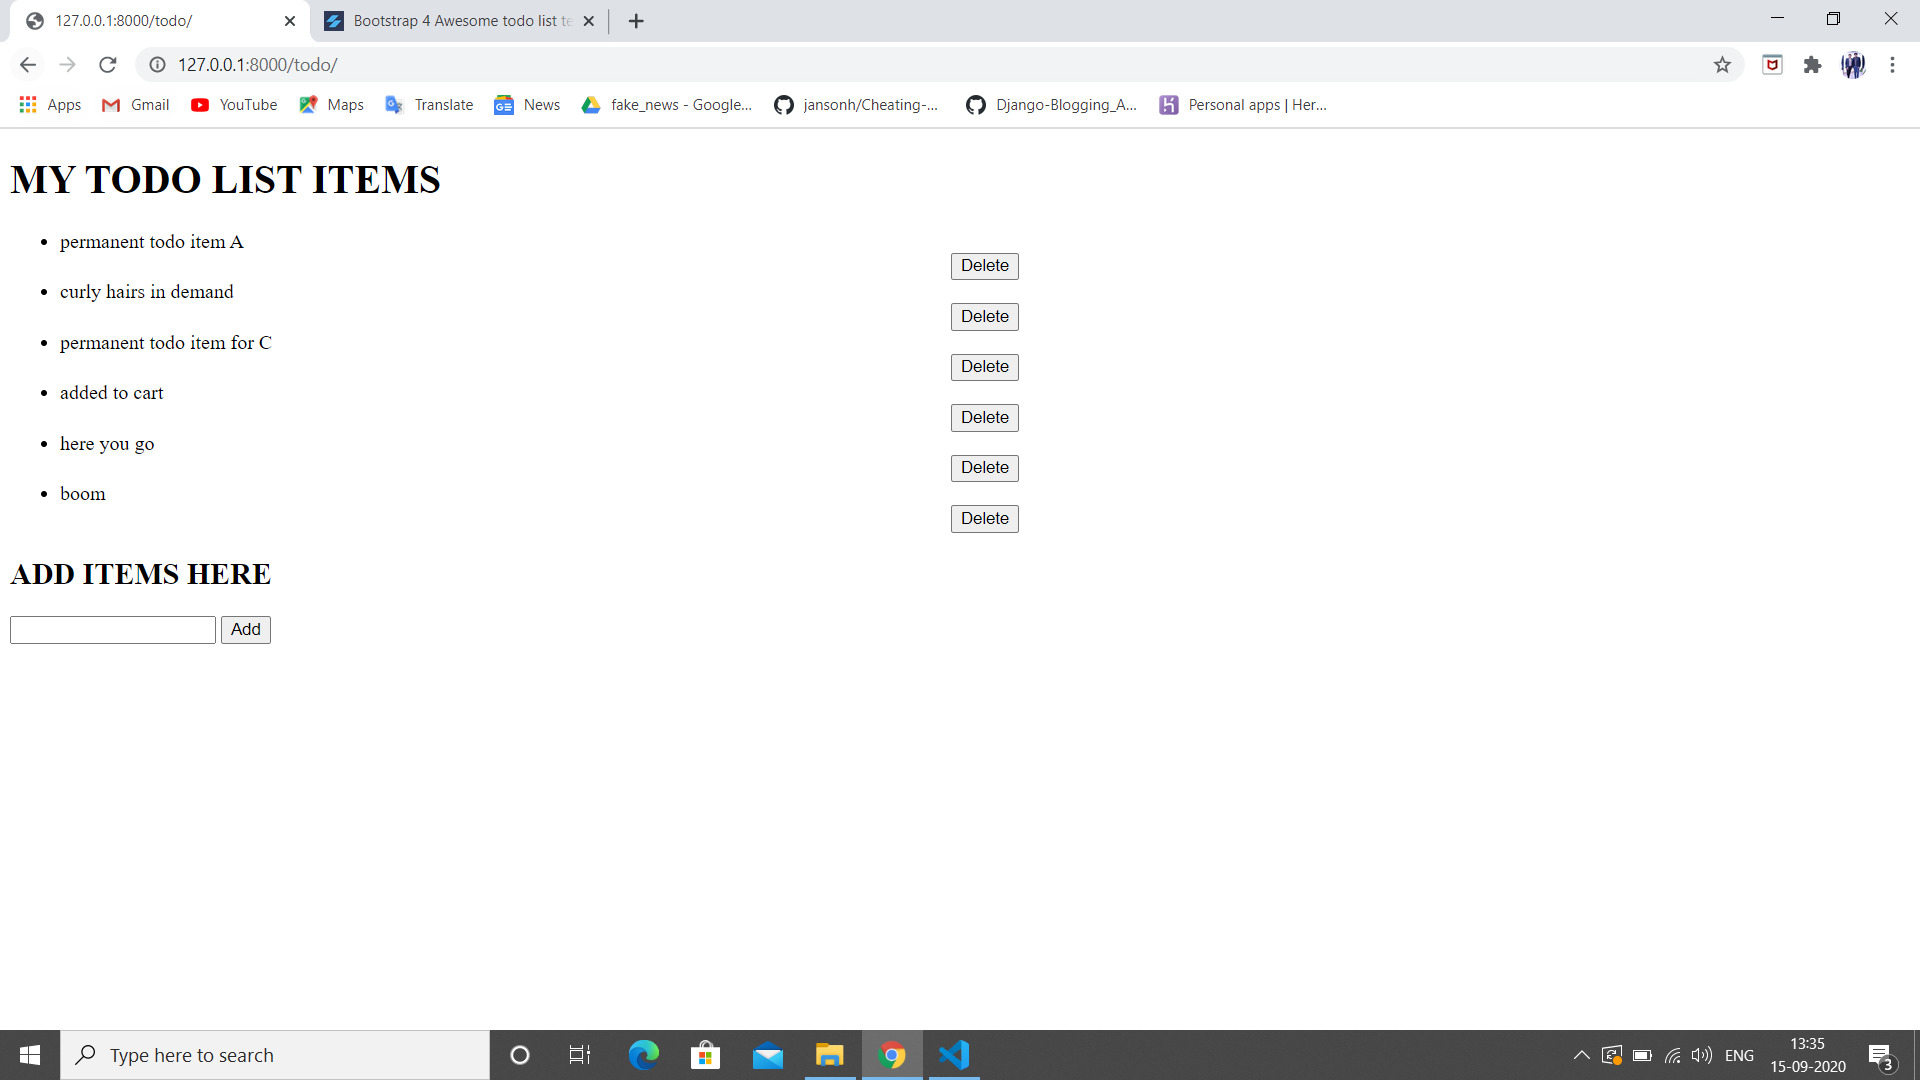 127.0.0.1:8000/todo/
Bootstrap 4 Awesome todo list te
127.0.0.1:8000/todo/
Apps Gmail YouTube Maps Translate News fake_news - Google... jansonh/Cheating-... Django-Blogging_A... Personal apps | Her...
MY TODO LIST ITEMS
• permanent todo item A
Delete
• curly hairs in demand
Delete
• permanent todo item for C
Delete
• added to cart
Delete
• here you go
Delete
• boom
Delete
ADD ITEMS HERE
Add
Type here to search
ENG
13:35
15-09-2020
3